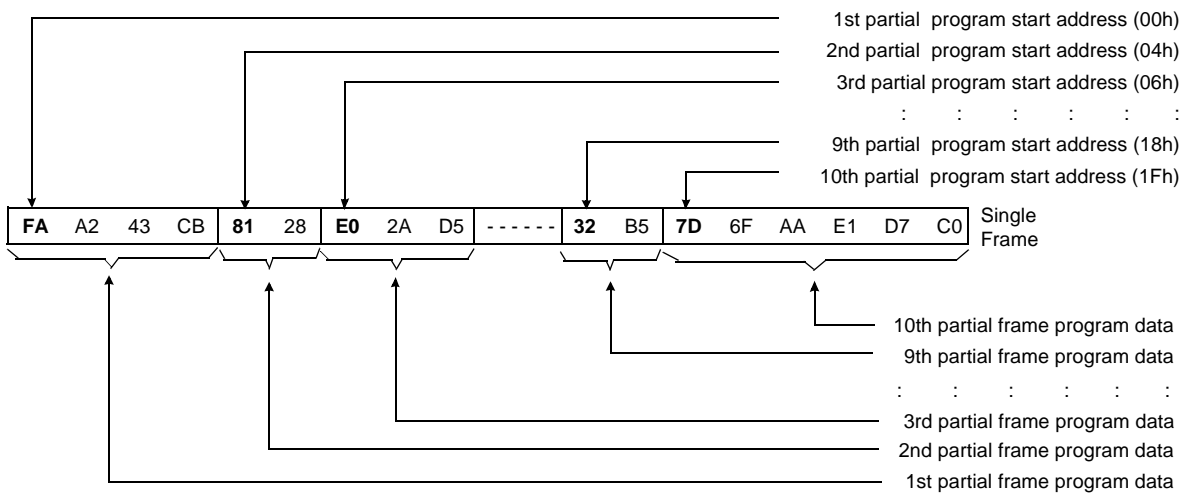 1st partial program start address (00h)
2nd partial program start address (04h)
3rd partial program start address (06h)
: : : : : :
9th partial program start address (18h)
10th partial program start address (1Fh)
FA A2 43 CB 81 28 E0 2A D5 - - - - - - 32 B5 7D 6F AA E1 D7 C0
Single
Frame
10th partial frame program data
9th partial frame program data
: : : : : :
3rd partial frame program data
2nd partial frame program data
1st partial frame program data